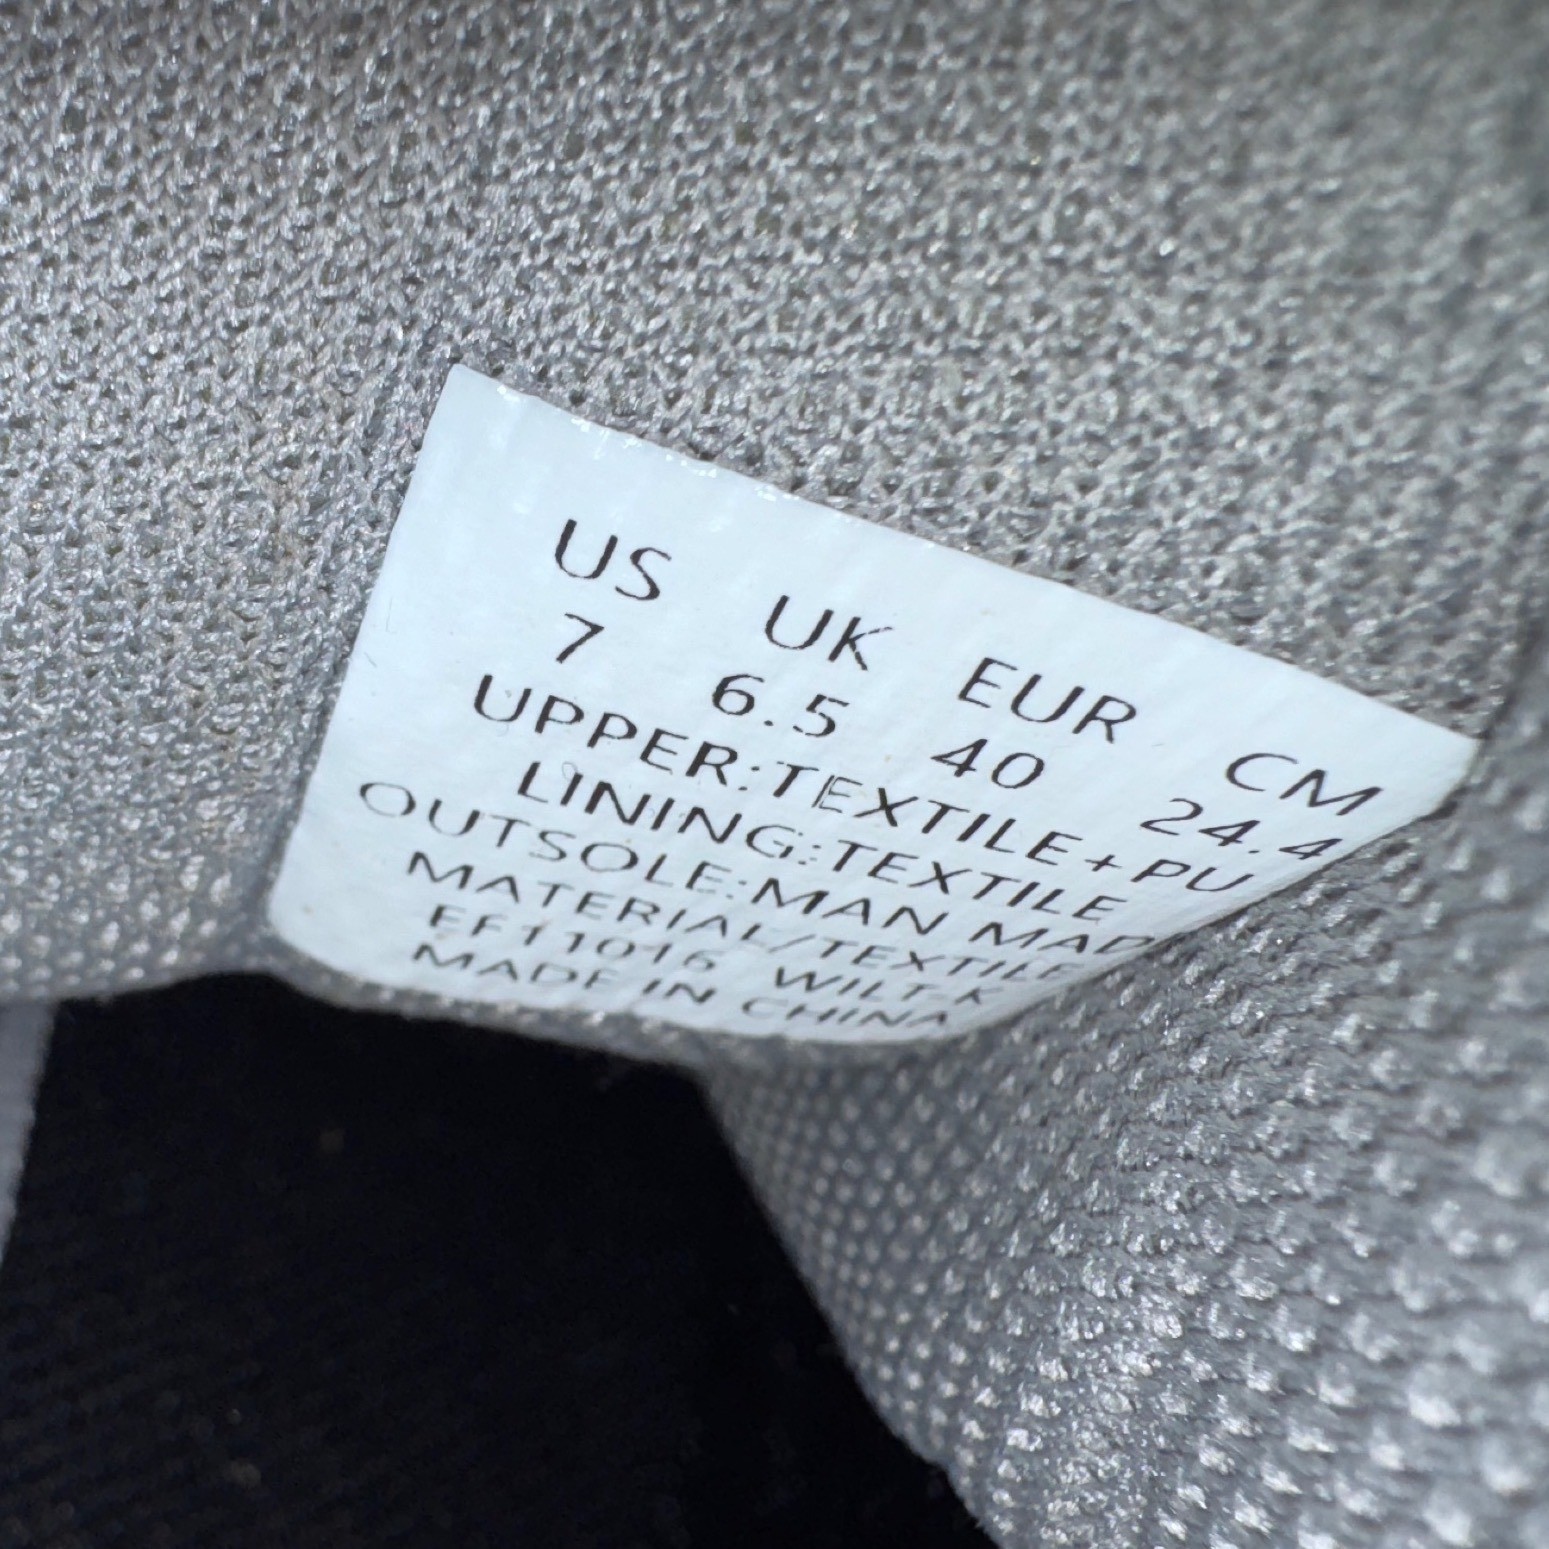 US UK EUR CM
7 6.5 40 24.4
UPPER:TEXTILE+PU
LINING:TEXTILE
OUTSOLE:MAN MADE
MATERIAL/TEXTILE
EF11016 WILT-K
MADE IN CHINA